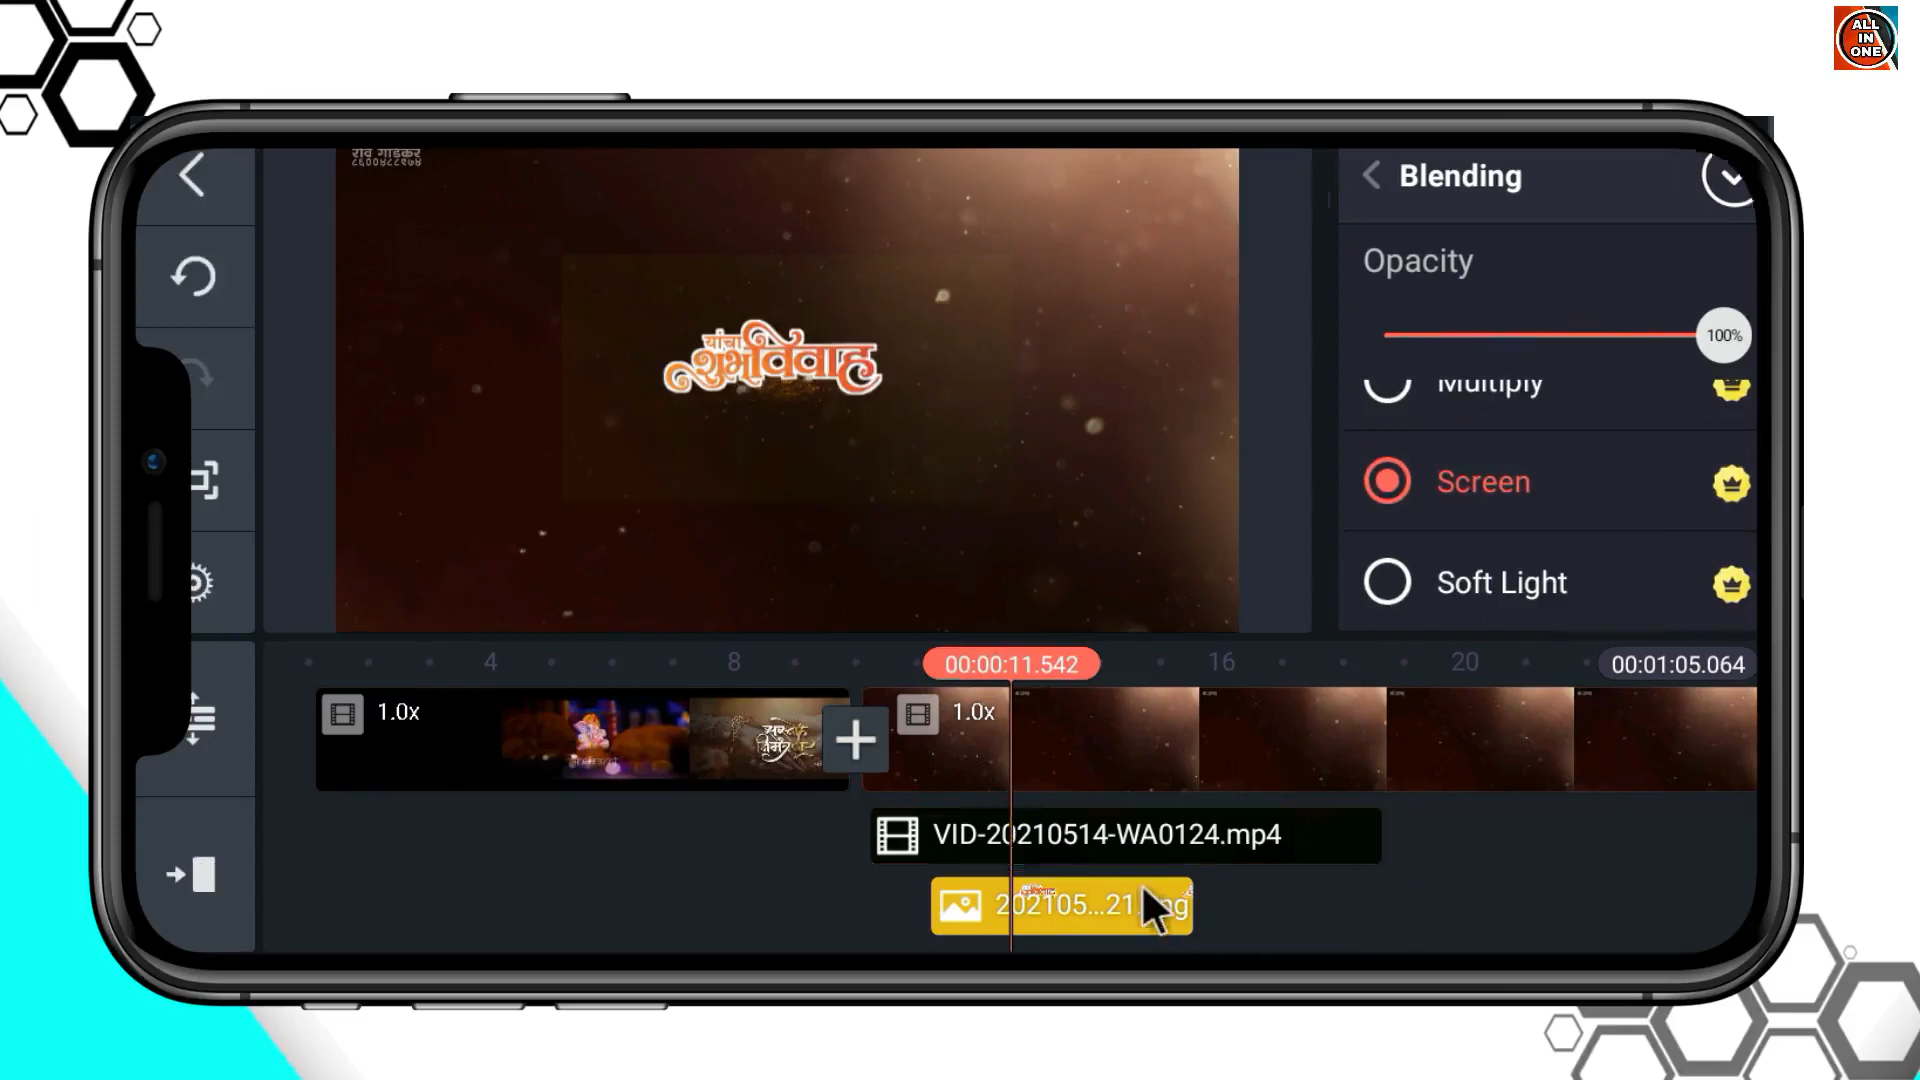 ALL
IN
ONE
Blending
Opacity
100%
Multiply
Screen
Soft Light
यांचा
शुभविवाह
4
8
00:00:11.542
16
20
00:01:05.064
1.0x
1.0x
VID-20210514-WA0124.mp4